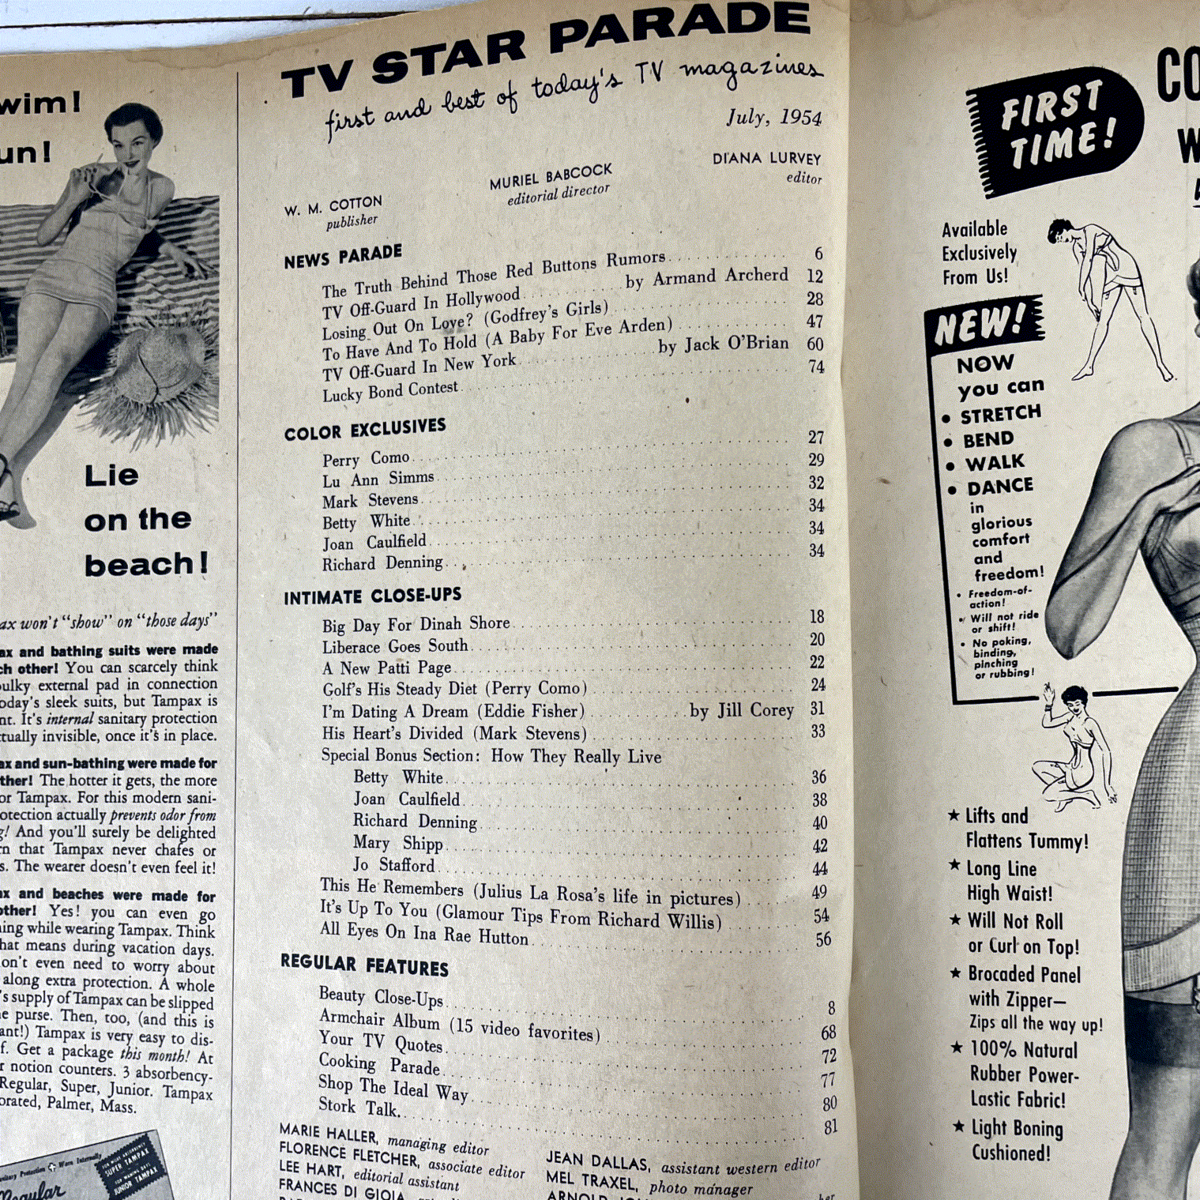 wim!
un!
Lie
on the
beach!
ax won't "show" on "those days"
ax and bathing suits were made
ch other! You can scarcely think
bulky external pad in connection
oday's sleek suits, but Tampax is
nt. It's internal sanitary protection
tually invisible, once it's in place.
ax and sun-bathing were made for
ther! The hotter it gets, the more
or Tampax. For this modern sani-
otection actually prevents odor from
g! And you'll surely be delighted
rn that Tampax never chafes or
s. The wearer doesn't even feel it!
ax and beaches were made for
other! Yes! you can even go
ning while wearing Tampax. Think
hat means during vacation days.
on't even need to worry about
along extra protection. A whole
's supply of Tampax can be slipped
e purse. Then, too, (and this is
ant!) Tampax is very easy to dis-
f. Get a package this month! At
r notion counters. 3 absorbency-
Regular, Super, Junior. Tampax
orated, Palmer, Mass.
Worn Internally
SUPER TAMPAX
JUNIOR TAMPAX
Regular
TV STAR PARADE
first and best of today's TV magazines
July, 1954
W. M. COTTON
publisher
MURIEL BABCOCK
editorial director
DIANA LURVEY
editor
NEWS PARADE
The Truth Behind Those Red Buttons Rumors 6
TV Off-Guard In Hollywood by Armand Archerd 12
Losing Out On Love? (Godfrey's Girls) 28
To Have And To Hold (A Baby For Eve Arden) 47
TV Off-Guard In New York by Jack O'Brian 60
Lucky Bond Contest 74
COLOR EXCLUSIVES
Perry Como 27
Lu Ann Simms 29
Mark Stevens 32
Betty White 34
Joan Caulfield 34
Richard Denning 34
INTIMATE CLOSE-UPS
Big Day For Dinah Shore 18
Liberace Goes South 20
A New Patti Page 22
Golf's His Steady Diet (Perry Como) 24
I'm Dating A Dream (Eddie Fisher) by Jill Corey 31
His Heart's Divided (Mark Stevens) 33
Special Bonus Section: How They Really Live
Betty White 36
Joan Caulfield 38
Richard Denning 40
Mary Shipp 42
Jo Stafford 44
This He Remembers (Julius La Rosa's life in pictures) 49
It's Up To You (Glamour Tips From Richard Willis) 54
All Eyes On Ina Rae Hutton 56
REGULAR FEATURES
Beauty Close-Ups 8
Armchair Album (15 video favorites) 68
Your TV Quotes 72
Cooking Parade 77
Shop The Ideal Way 80
Stork Talk 81
MARIE HALLER, managing editor
FLORENCE FLETCHER, associate editor
LEE HART, editorial assistant
FRANCES DI GIOIA,
JEAN DALLAS, assistant western editor
MEL TRAXEL, photo manager
CO
W
FIRST
TIME!
Available
Exclusively
From Us!
NEW!
NOW
you can
• STRETCH
• BEND
• WALK
• DANCE
in
glorious
comfort
and
freedom!
• Freedom-of-
action!
• Will not ride
or shift!
• No poking,
binding,
pinching
or rubbing!
★ Lifts and
Flattens Tummy!
★ Long Line
High Waist!
★ Will Not Roll
or Curl on Top!
★ Brocaded Panel
with Zipper—
Zips all the way up!
★ 100% Natural
Rubber Power-
Lastic Fabric!
★ Light Boning
Cushioned!